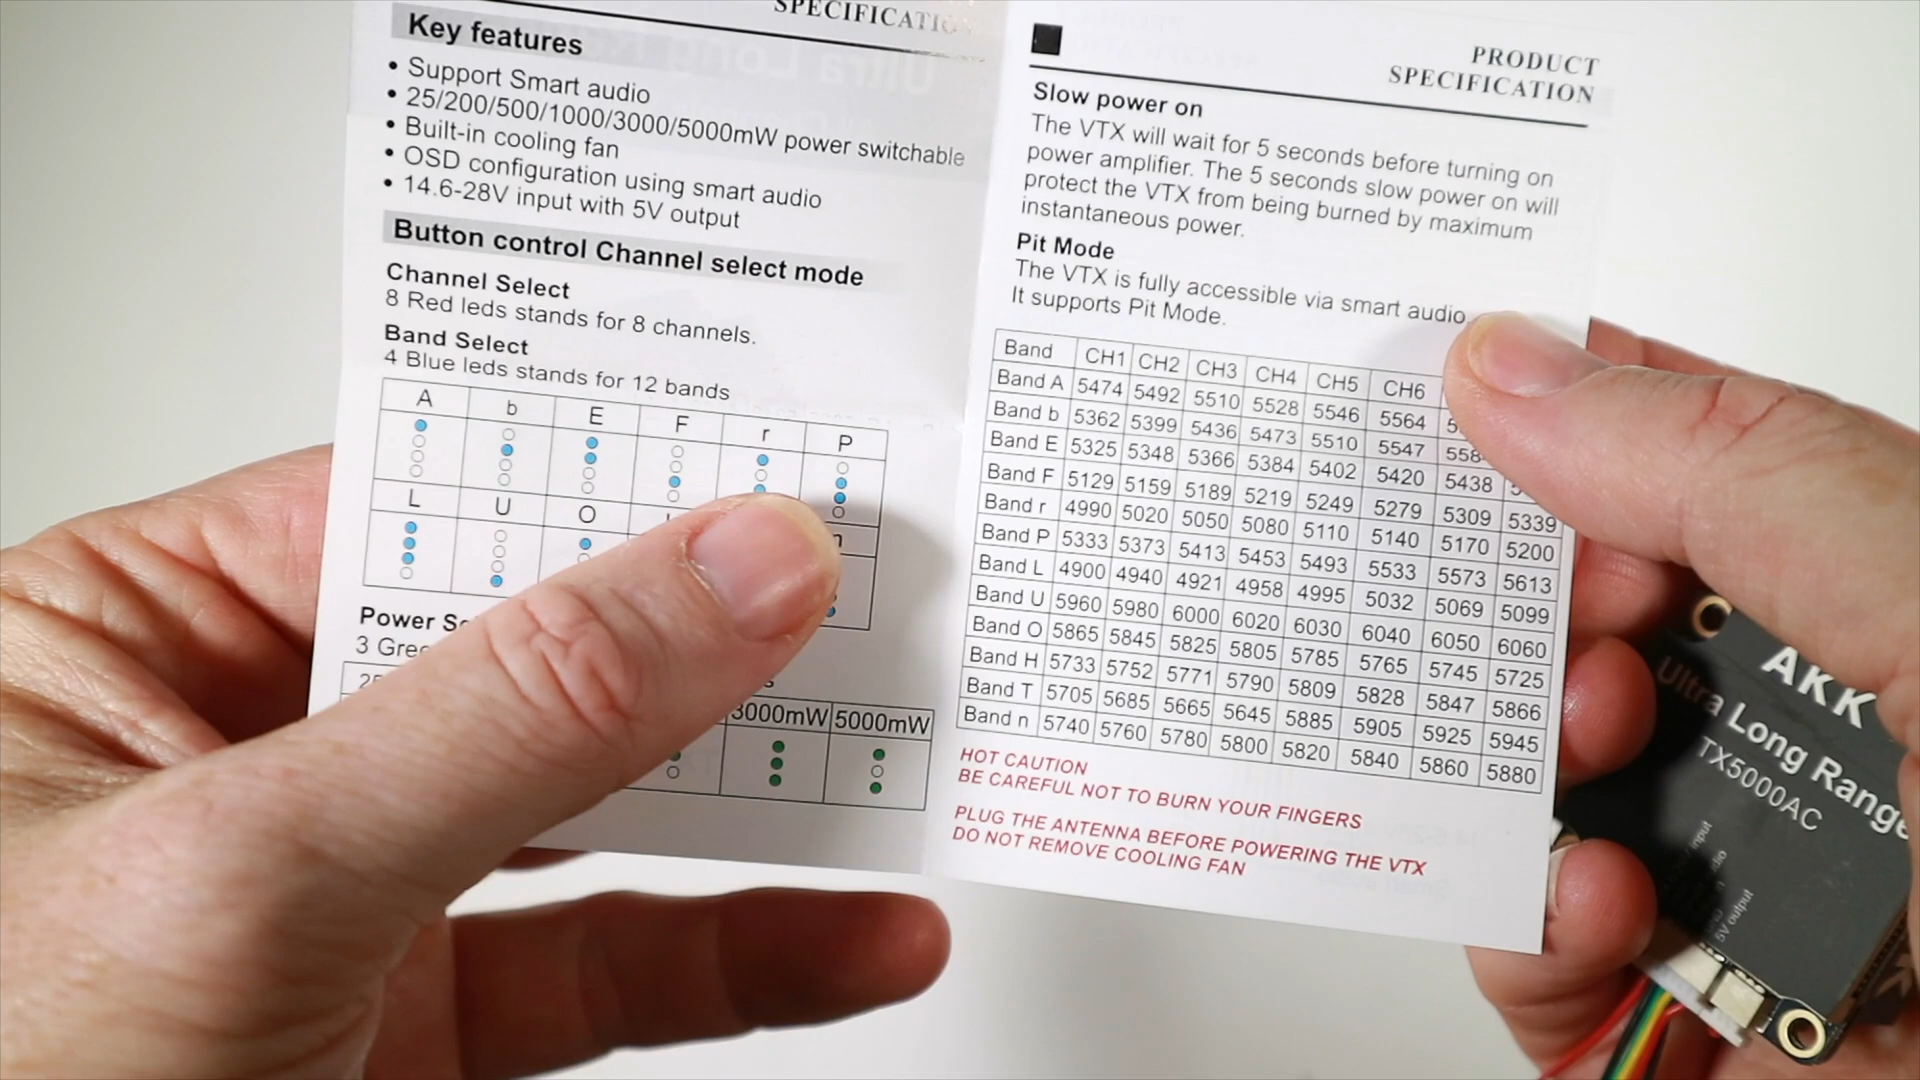 SPECIFICATION
Key features
• Support Smart audio
• 25/200/500/1000/3000/5000mW power switchable
• Built-in cooling fan
• OSD configuration using smart audio
• 14.6-28V input with 5V output
Button control Channel select mode
Channel Select
8 Red leds stands for 8 channels.
Band Select
4 Blue leds stands for 12 bands
A b E F r P
L U O n
Power
3
3000mW 5000mW
PRODUCT
SPECIFICATION
Slow power on
The VTX will wait for 5 seconds before turning on
power amplifier. The 5 seconds slow power on will
protect the VTX from being burned by maximum
instantaneous power.
Pit Mode
The VTX is fully accessible via smart audio.
It supports Pit Mode.
Band CH1 CH2 CH3 CH4 CH5 CH6
Band A 5474 5492 5510 5528 5546 5564
Band b 5362 5399 5436 5473 5510 5547
Band E 5325 5348 5366 5384 5402 5420 5438
Band F 5129 5159 5189 5219 5249 5279 5309 5339
Band r 4990 5020 5050 5080 5110 5140 5170 5200
Band P 5333 5373 5413 5453 5493 5533 5573 5613
Band L 4900 4940 4921 4958 4995 5032 5069 5099
Band U 5960 5980 6000 6020 6030 6040 6050 6060
Band O 5865 5845 5825 5805 5785 5765 5745 5725
Band H 5733 5752 5771 5790 5809 5828 5847 5866
Band T 5705 5685 5665 5645 5885 5905 5925 5945
Band n 5740 5760 5780 5800 5820 5840 5860 5880
HOT CAUTION
BE CAREFUL NOT TO BURN YOUR FINGERS
PLUG THE ANTENNA BEFORE POWERING THE VTX
DO NOT REMOVE COOLING FAN
AKK
Ultra Long Range
TX5000AC
5V output